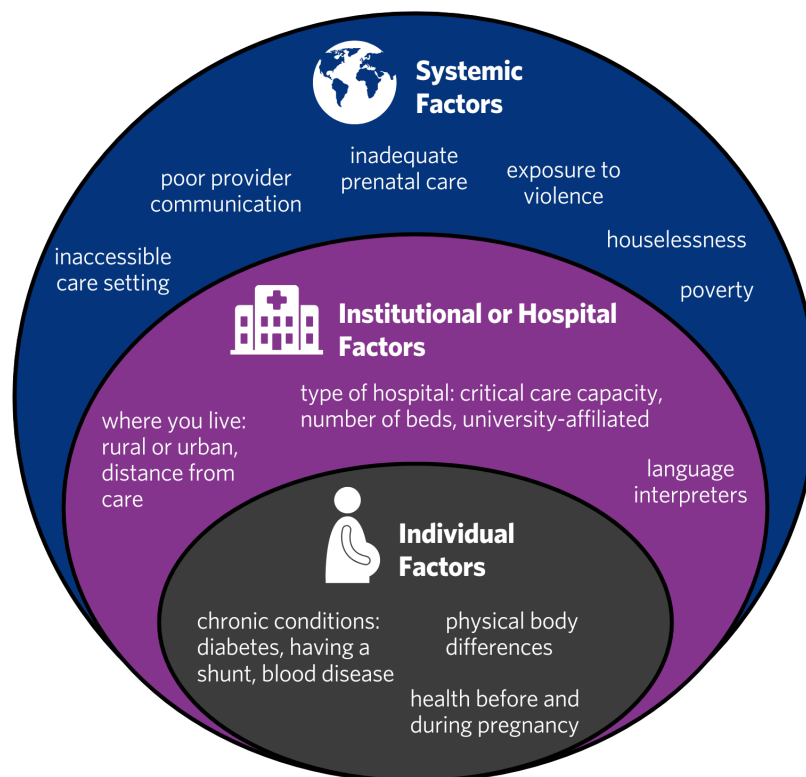 Systemic
Factors
inadequate
prenatal care
poor provider
communication
exposure to
violence
houselessness
inaccessible
care setting
poverty
Institutional or Hospital
Factors
type of hospital: critical care capacity,
number of beds, university-affiliated
where you live:
rural or urban,
distance from
care
language
interpreters
Individual
Factors
chronic conditions:
diabetes, having a
shunt, blood disease
physical body
differences
health before and
during pregnancy